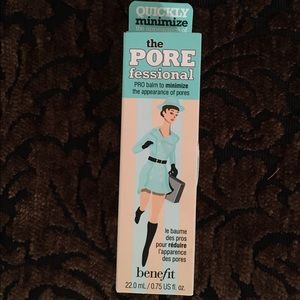 QUICKLY
minimize
the
PORE
fessional
PRO balm to minimize
the appearance of pores
le baume
des pros
pour réduire
l'apparence
des pores
benefit
22.0 mL / 0.75 US fl. oz.